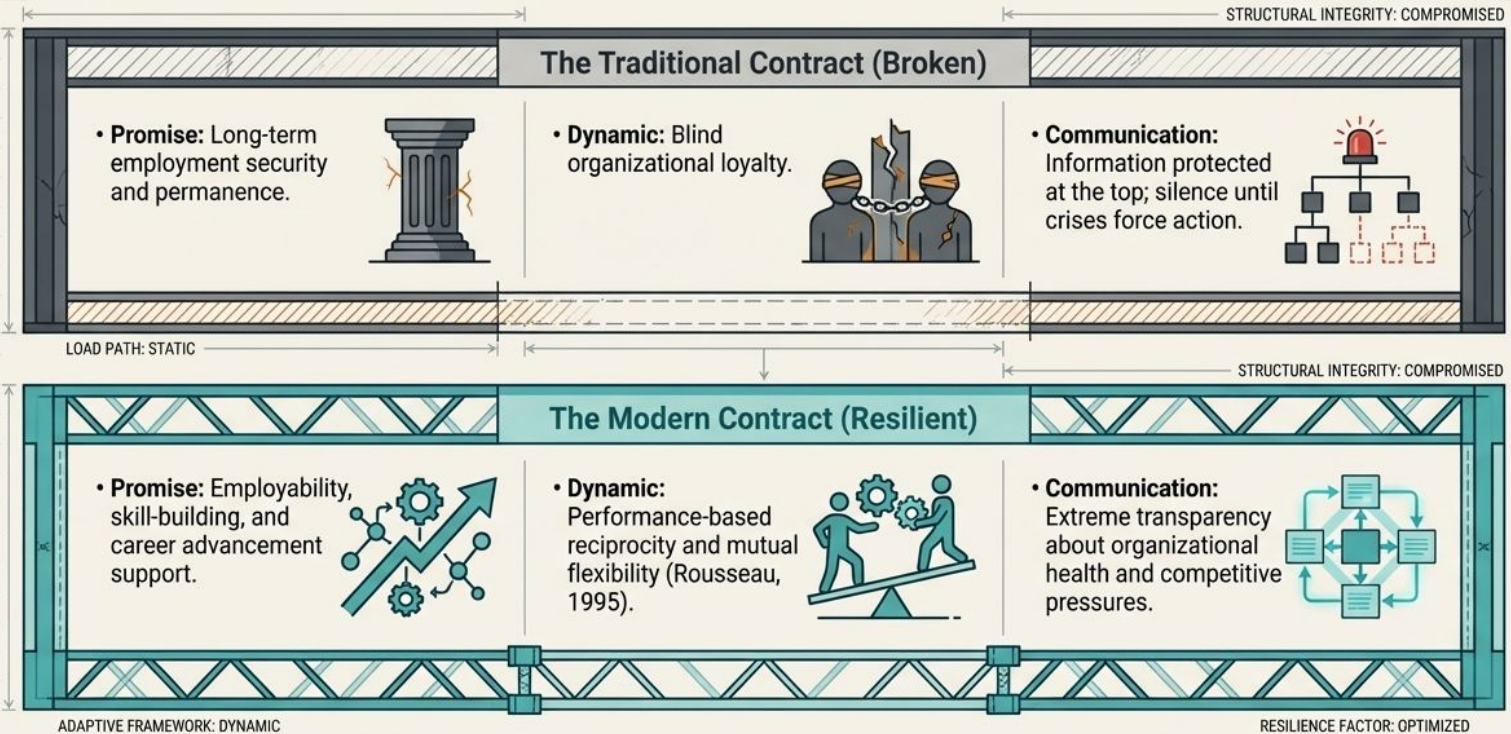 STRUCTURAL INTEGRITY: COMPROMISED
The Traditional Contract (Broken)
• Promise: Long-term
employment security
and permanence.
• Dynamic: Blind
organizational loyalty.
• Communication:
Information protected
at the top; silence until
crises force action.
LOAD PATH: STATIC
STRUCTURAL INTEGRITY: COMPROMISED
The Modern Contract (Resilient)
• Promise: Employability,
skill-building, and
career advancement
support.
• Dynamic:
Performance-based
reciprocity and mutual
flexibility (Rousseau,
1995).
• Communication:
Extreme transparency
about organizational
health and competitive
pressures.
ADAPTIVE FRAMEWORK: DYNAMIC
RESILIENCE FACTOR: OPTIMIZED